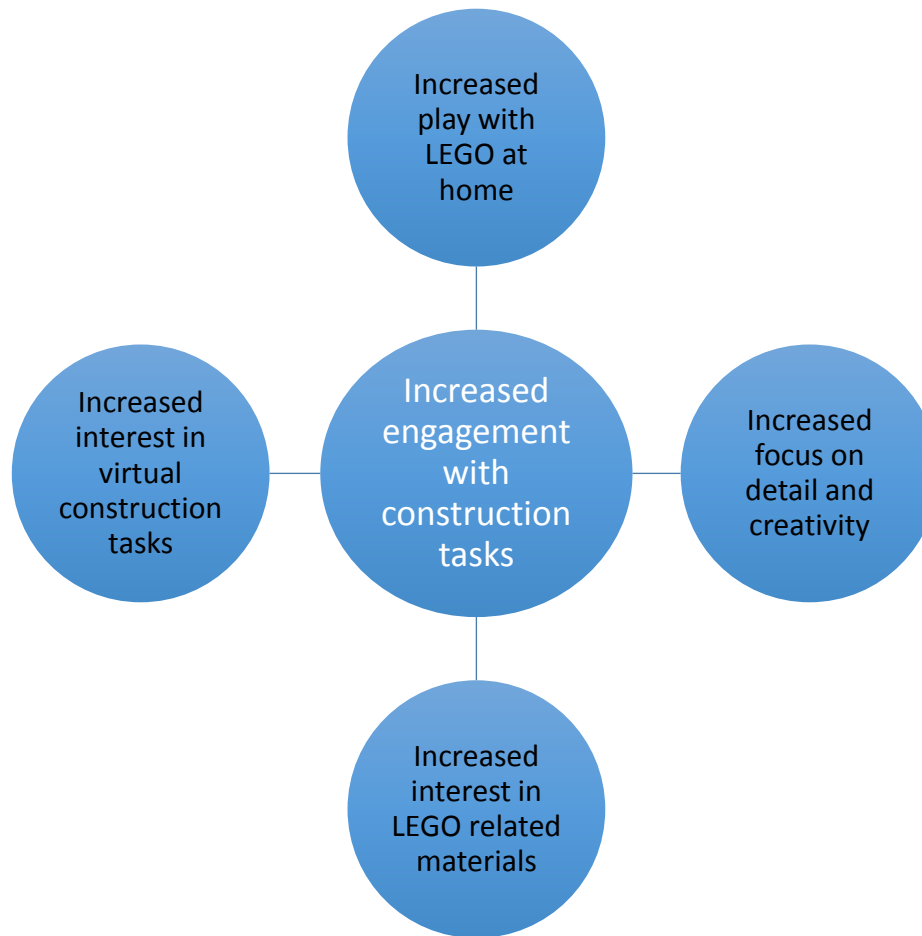 Increased
play with
LEGO at
home
Increased
interest in
virtual
construction
tasks
Increased
engagement
with
construction
tasks
Increased
focus on
detail and
creativity
Increased
interest in
LEGO related
materials